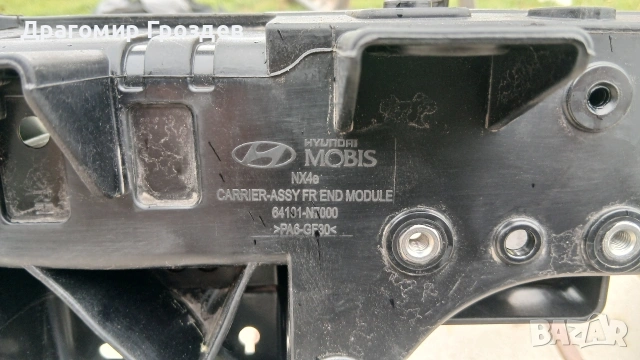 Драгомир Гроздев
HYUNDAI
MOBIS
NX4e
CARRIER-ASSY FR END MODULE
64101-N7000
>PA6-GF30<
BAZAR